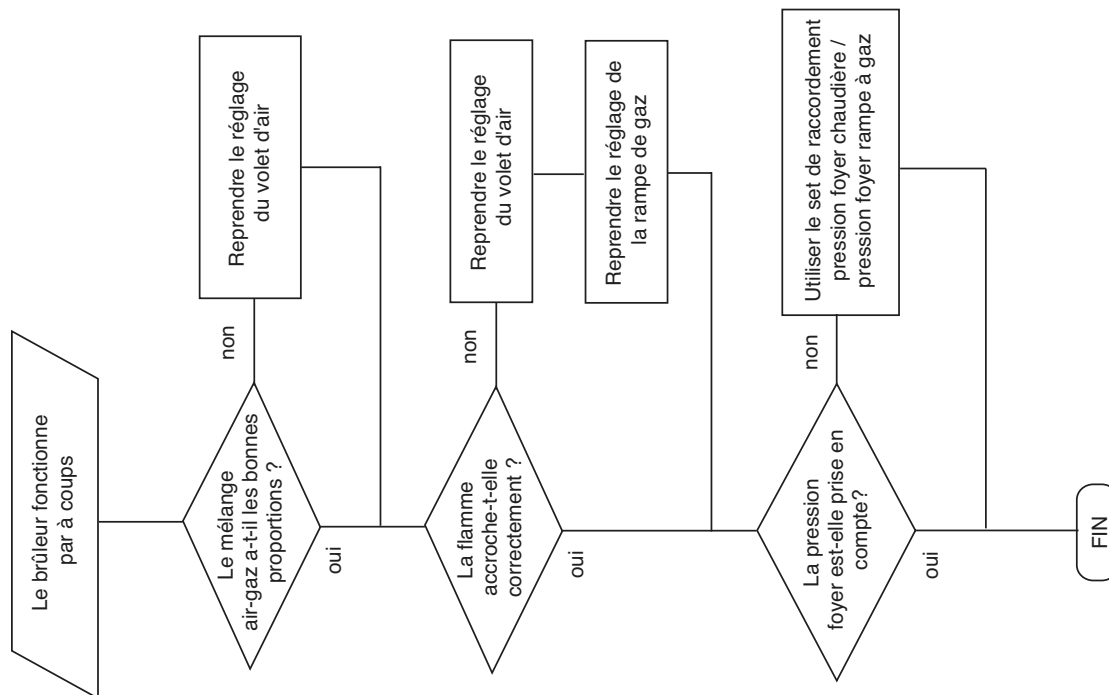 Le brûleur fonctionne
par à coups
Le mélange
air-gaz a-t-il les bonnes
proportions ?
non
Reprendre le réglage
du volet d'air
oui
La flamme
accroche-t-elle
correctement ?
non
Reprendre le réglage
du volet d'air
Reprendre le réglage de
la rampe de gaz
oui
La pression
foyer est-elle prise en
compte?
non
Utiliser le set de raccordement
pression foyer chaudière /
pression foyer rampe à gaz
oui
FIN